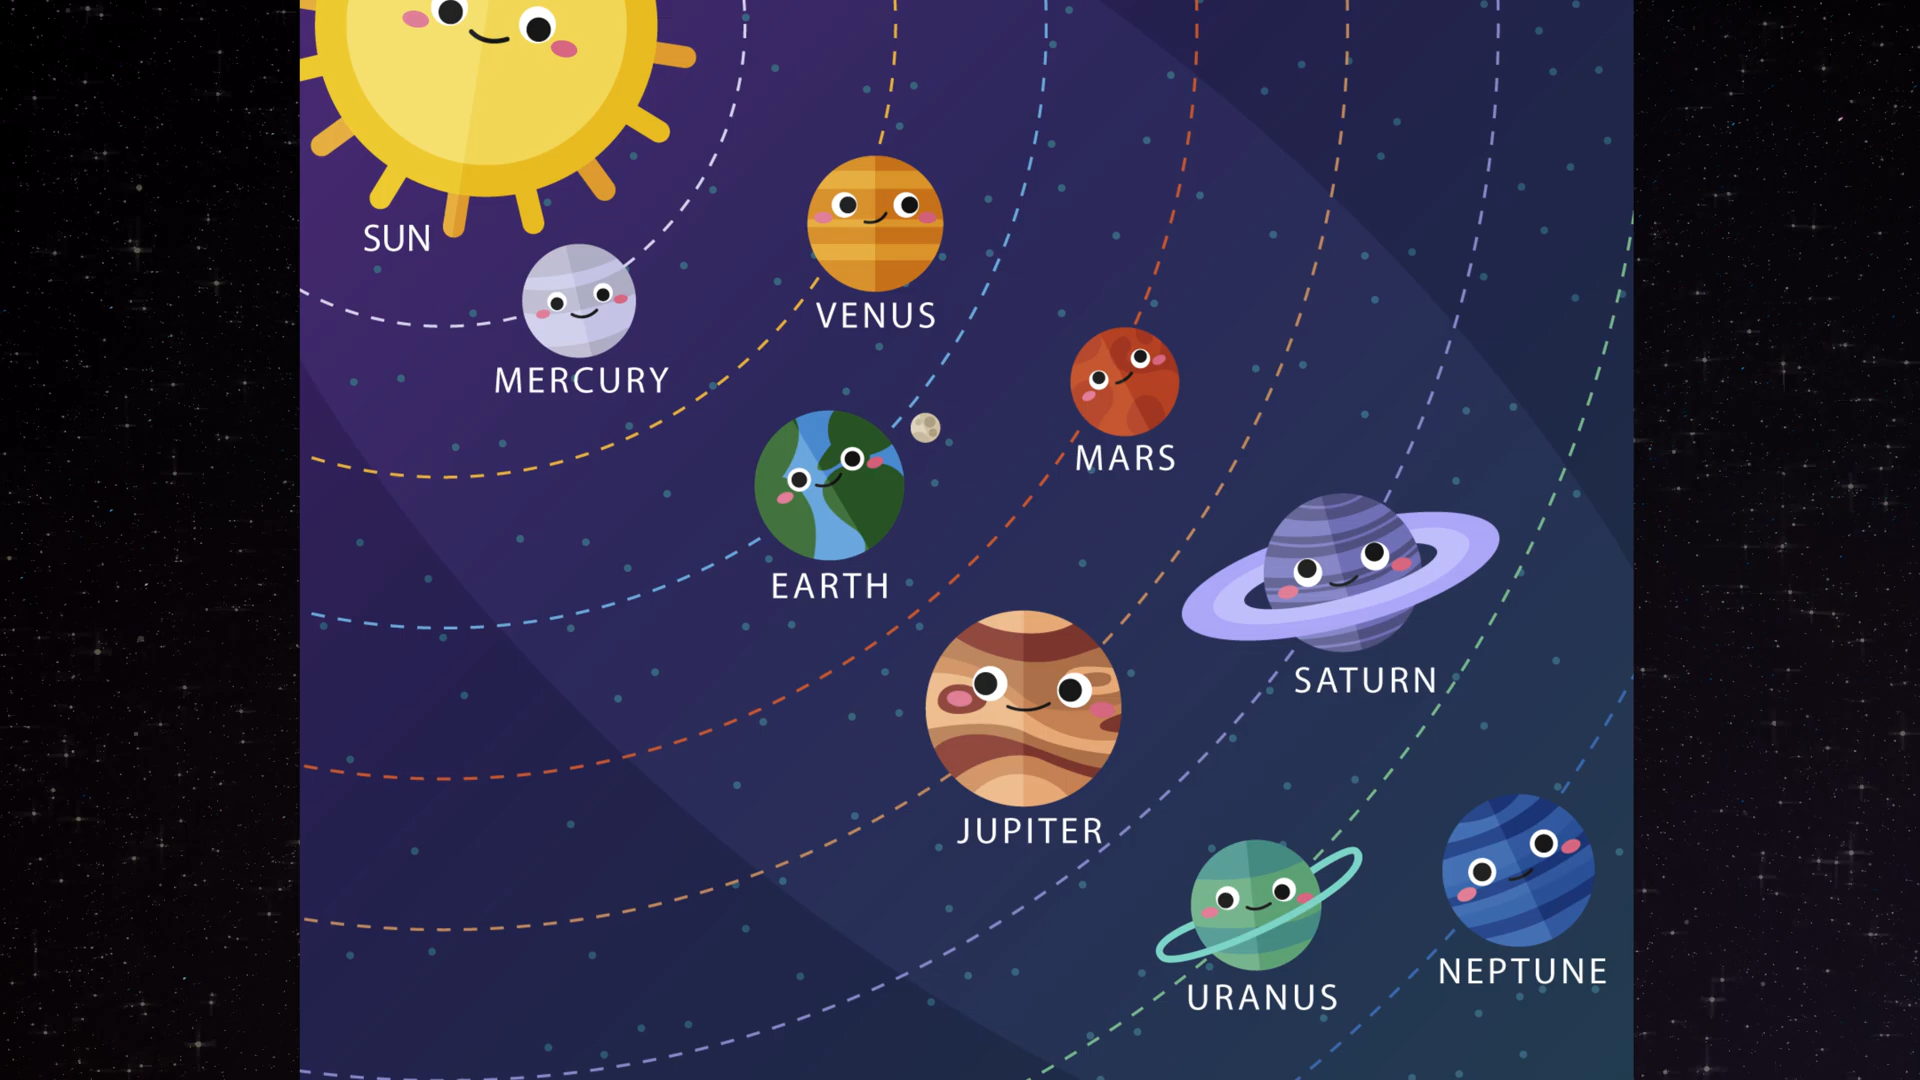 SUN
MERCURY
VENUS
EARTH
MARS
JUPITER
SATURN
URANUS
NEPTUNE